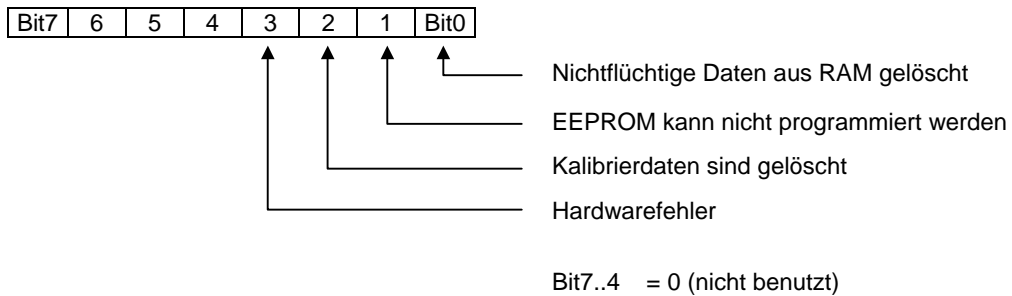 Bit7 6 5 4 3 2 1 Bit0
Nichtflüchtige Daten aus RAM gelöscht
EEPROM kann nicht programmiert werden
Kalibrierdaten sind gelöscht
Hardwarefehler
Bit7..4 = 0 (nicht benutzt)